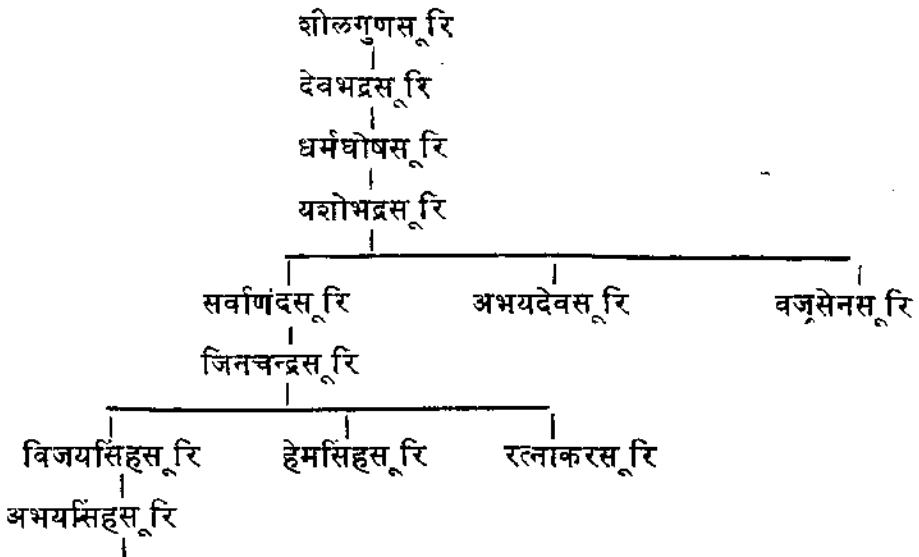 शीलगुणसूरि
देवभद्रसूरि
धर्मघोषसूरि
यशोभद्रसूरि
सर्वाणंदसूरि अभयदेवसूरि वज्रसेनसूरि
जिनचन्द्रसूरि
विजयसिंहसूरि हेमसिंहसूरि रत्नाकरसूरि
अभयसिंहसूरि